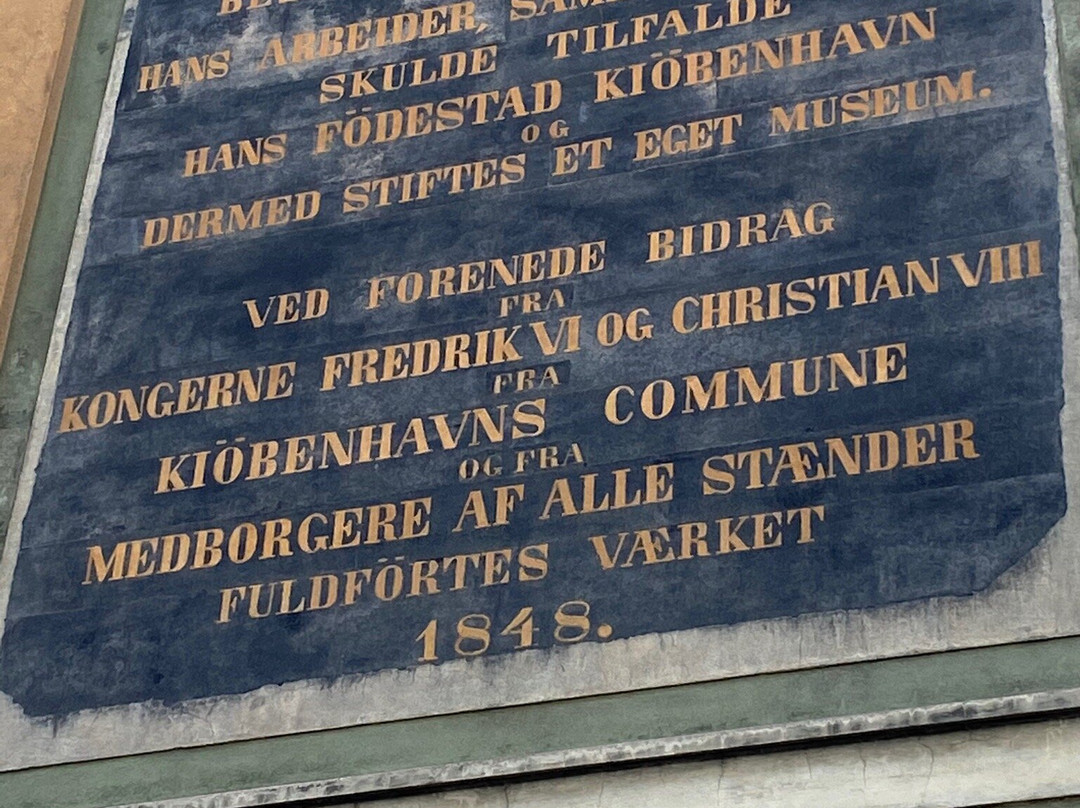 HANS ARBEIDER,
SKULDE TILFALDE
HANS FÖDESTAD KIÖBENHAVN
OG
DERMED STIFTES ET EGET MUSEUM.
VED FORENEDE BIDRAG
FRA
KONGERNE FREDRIK VI OG CHRISTIAN VIII
FRA
KIÖBENHAVNS COMMUNE
OG FRA
MEDBORGERE AF ALLE STÆNDER
FULDFÖRTES VÆRKET
1848.